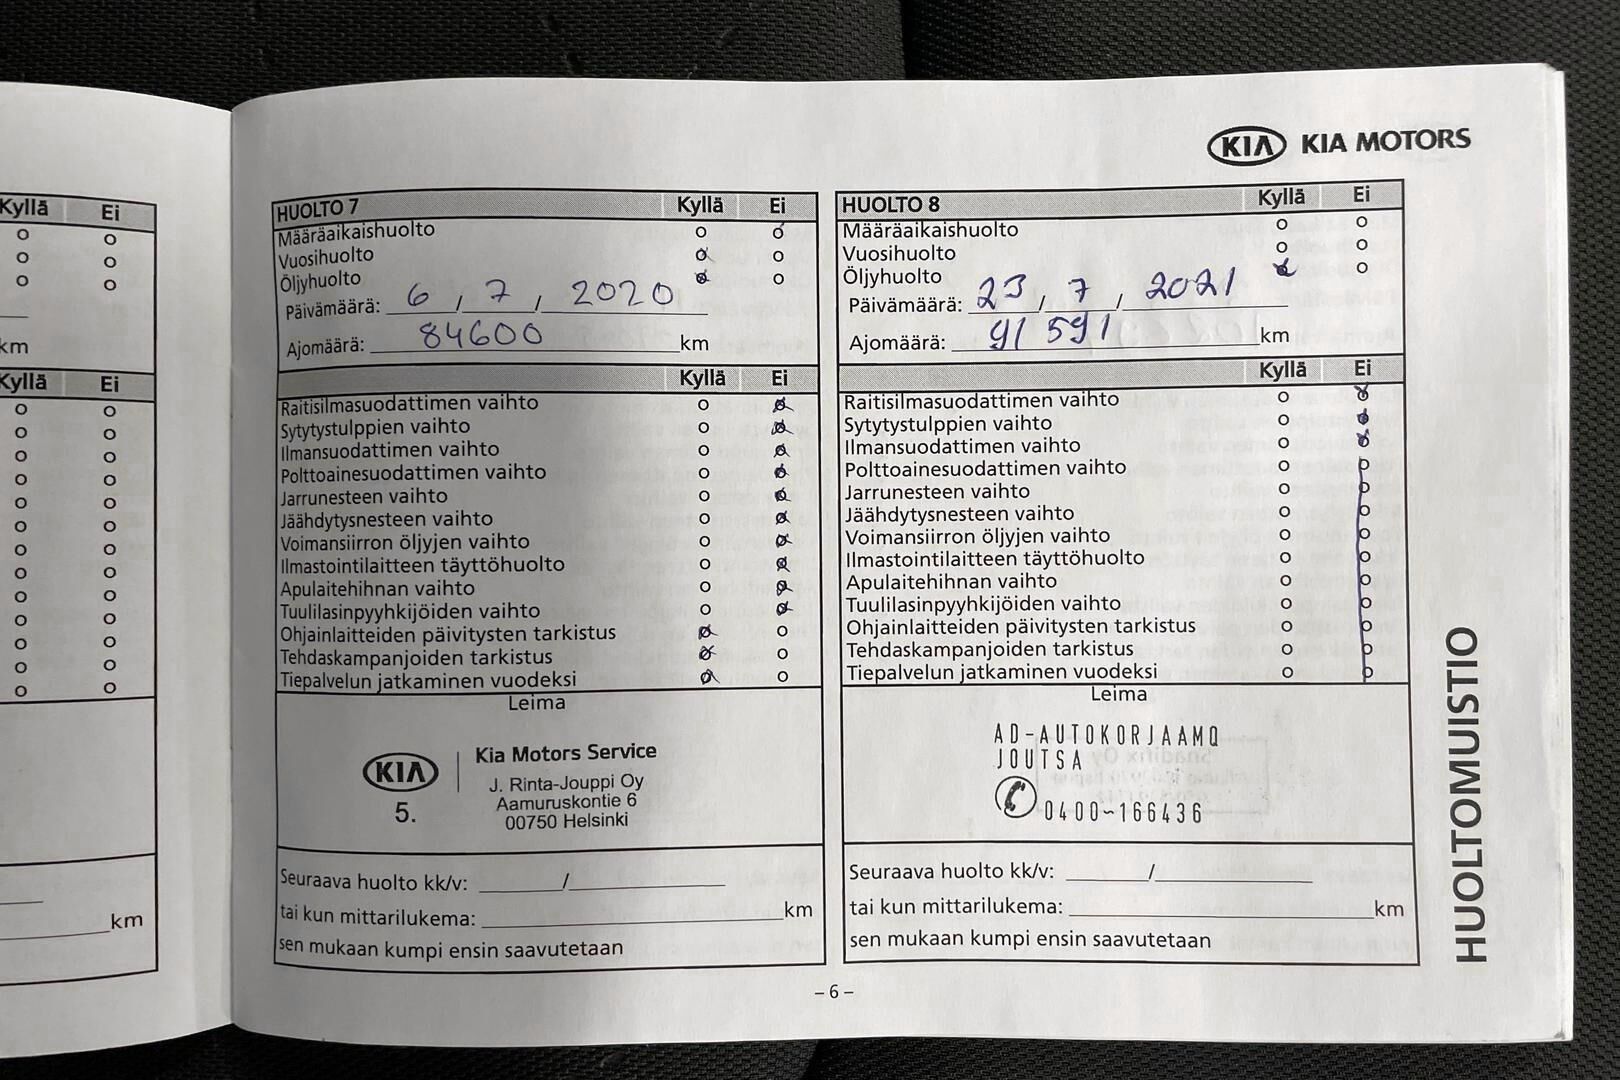 KIA KIA MOTORS
Kyllä Ei
km
Kyllä Ei
km
HUOLTO 7 Kyllä Ei
Määräaikaishuolto
Vuosihuolto
Öljyhuolto
Päivämäärä: 6 / 7 / 2020
Ajomäärä: 84600 km
Kyllä Ei
Raitisilmasuodattimen vaihto
Sytytystulppien vaihto
Ilmansuodattimen vaihto
Polttoainesuodattimen vaihto
Jarrunesteen vaihto
Jäähdytysnesteen vaihto
Voimansiirron öljyjen vaihto
Ilmastointilaitteen täyttöhuolto
Apulaitehihnan vaihto
Tuulilasinpyyhkijöiden vaihto
Ohjainlaitteiden päivitysten tarkistus
Tehdaskampanjoiden tarkistus
Tiepalvelun jatkaminen vuodeksi
Leima
KIA Kia Motors Service
J. Rinta-Jouppi Oy
Aamuruskontie 6
5. 00750 Helsinki
Seuraava huolto kk/v: /
tai kun mittarilukema: km
sen mukaan kumpi ensin saavutetaan
HUOLTO 8 Kyllä Ei
Määräaikaishuolto
Vuosihuolto
Öljyhuolto
Päivämäärä: 23 / 7 / 2021
Ajomäärä: 91 591 km
Kyllä Ei
Raitisilmasuodattimen vaihto
Sytytystulppien vaihto
Ilmansuodattimen vaihto
Polttoainesuodattimen vaihto
Jarrunesteen vaihto
Jäähdytysnesteen vaihto
Voimansiirron öljyjen vaihto
Ilmastointilaitteen täyttöhuolto
Apulaitehihnan vaihto
Tuulilasinpyyhkijöiden vaihto
Ohjainlaitteiden päivitysten tarkistus
Tehdaskampanjoiden tarkistus
Tiepalvelun jatkaminen vuodeksi
Leima
AD-AUTOKORJAAMO
JOUTSA
0400-166436
Seuraava huolto kk/v: /
tai kun mittarilukema: km
sen mukaan kumpi ensin saavutetaan
HUOLTOMUISTIO
– 6 –